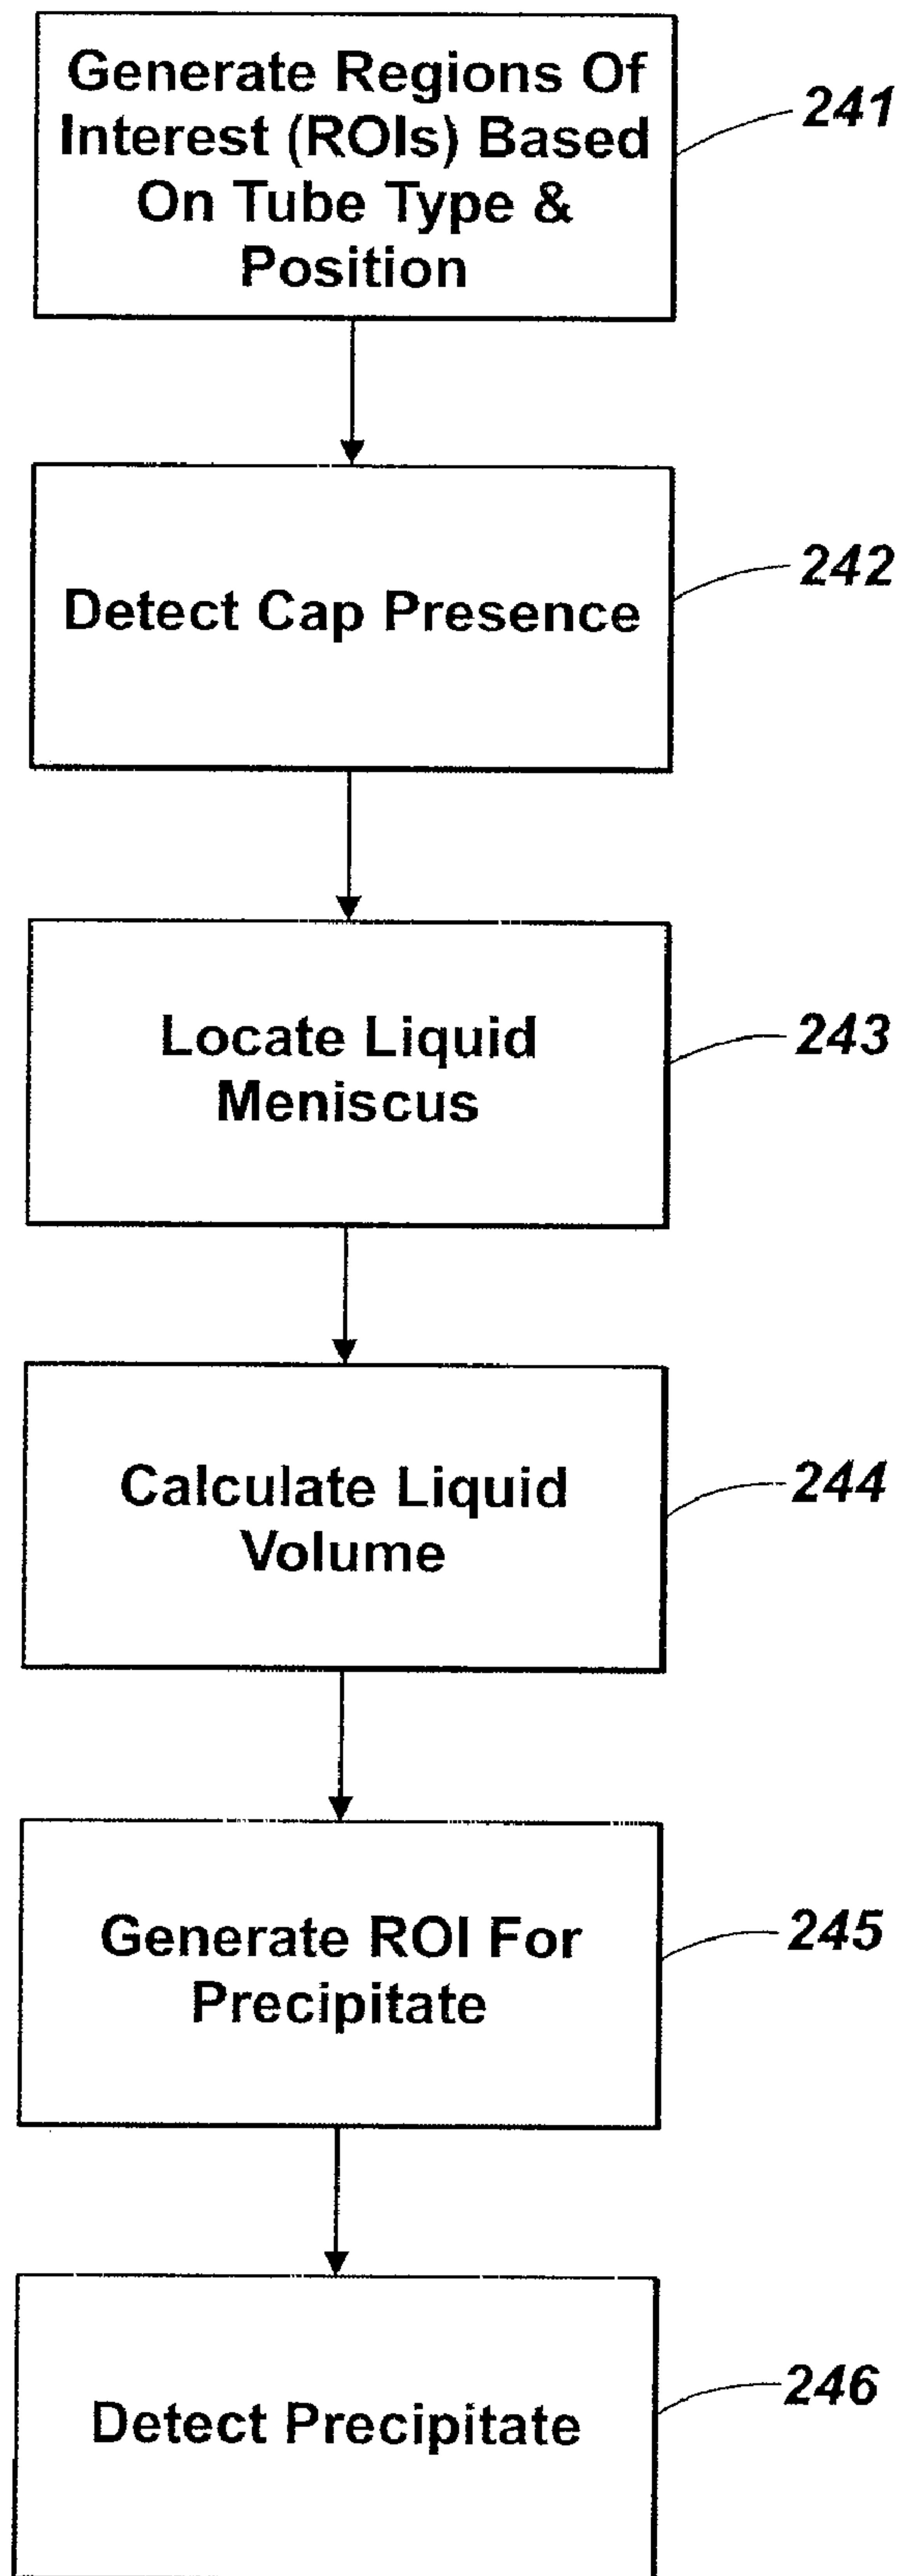 Generate Regions Of
Interest (ROIs) Based
On Tube Type &
Position
241
Detect Cap Presence
242
Locate Liquid
Meniscus
243
Calculate Liquid
Volume
244
Generate ROI For
Precipitate
245
Detect Precipitate
246